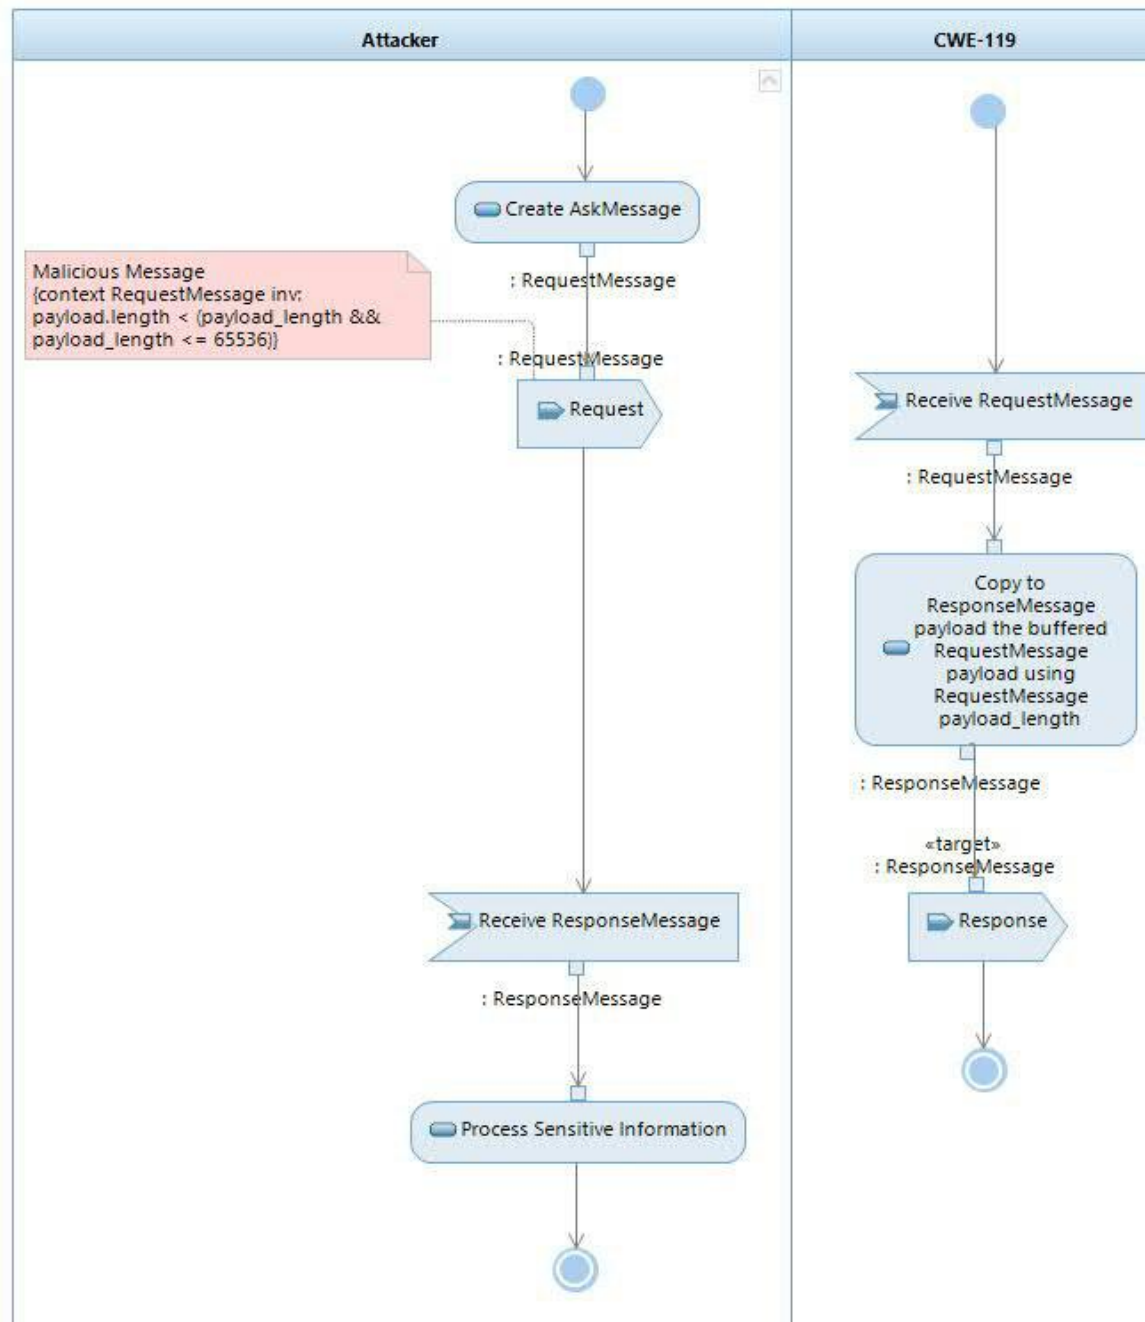 Attacker
CWE-119
Create AskMessage
: RequestMessage
Malicious Message
{context RequestMessage inv:
payload.length < (payload_length &&
payload_length <= 65536)}
: RequestMessage
Request
Receive RequestMessage
: RequestMessage
Copy to
ResponseMessage
payload the buffered
RequestMessage
payload using
RequestMessage
payload_length
: ResponseMessage
«target»
: ResponseMessage
Receive ResponseMessage
Response
: ResponseMessage
Process Sensitive Information